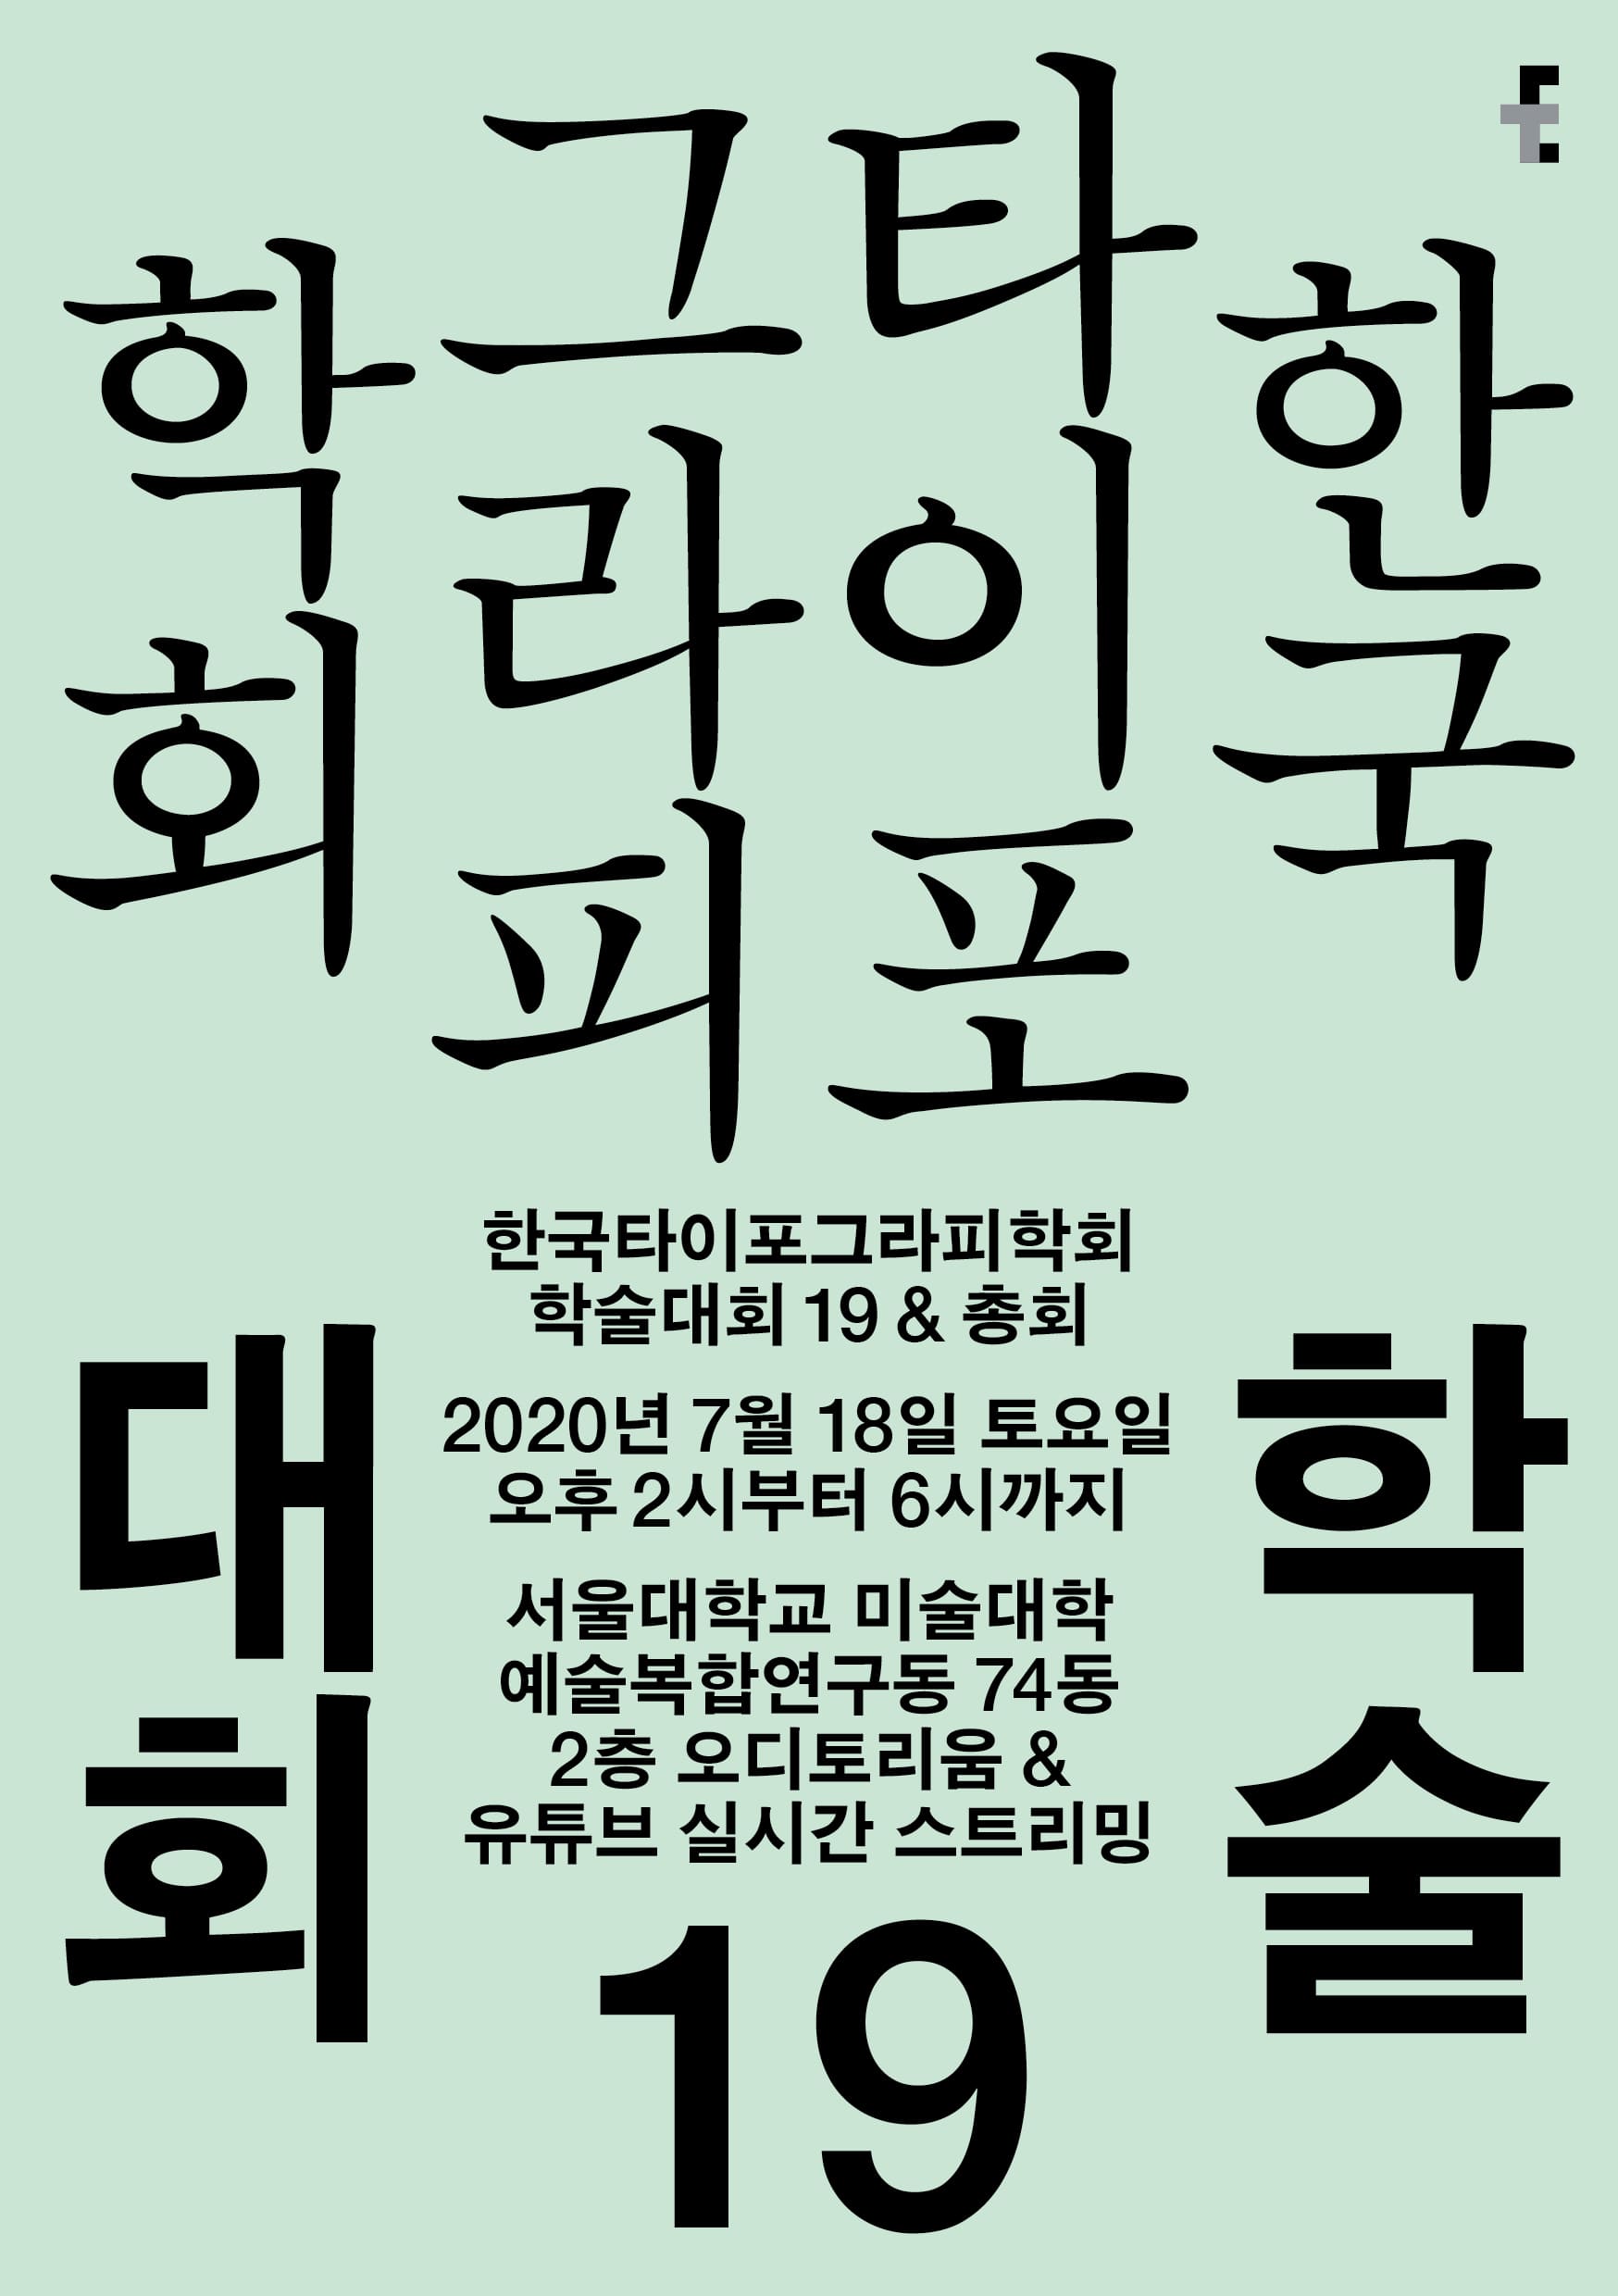 한국
타이포
그라피
학회
한국타이포그라피학회
학술대회 19 & 총회
2020년 7월 18일 토요일
오후 2시부터 6시까지
서울대학교 미술대학
예술복합연구동 74동
2층 오디토리움 &
유튜브 실시간 스트리밍
학술
대회
19